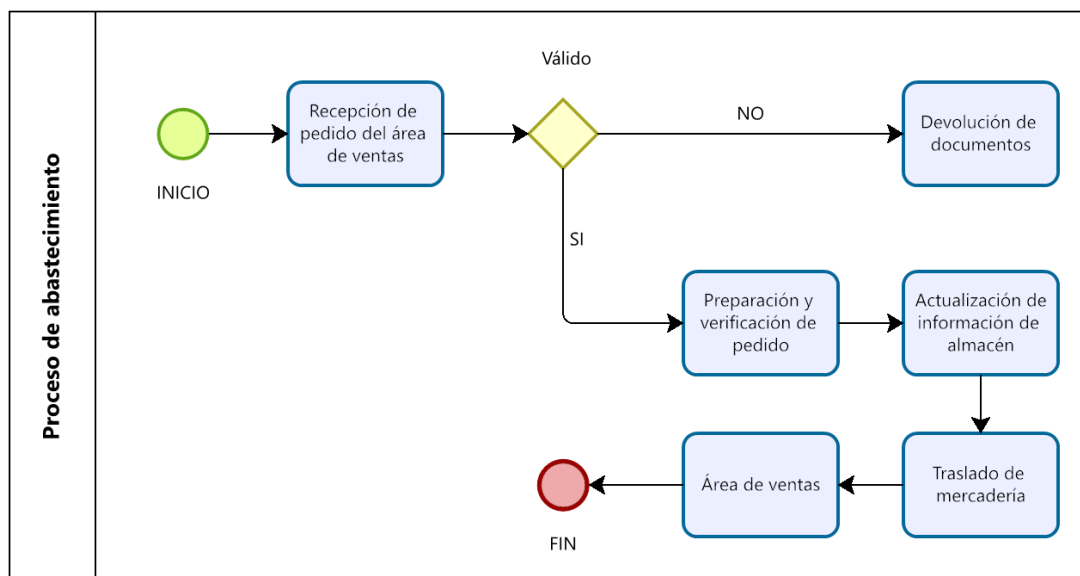 Proceso de abastecimiento
Válido
Recepción de
pedido del área
de ventas
NO
Devolución de
documentos
INICIO
SI
Preparación y
verificación de
pedido
Actualización de
información de
almacén
Área de ventas
Traslado de
mercadería
FIN